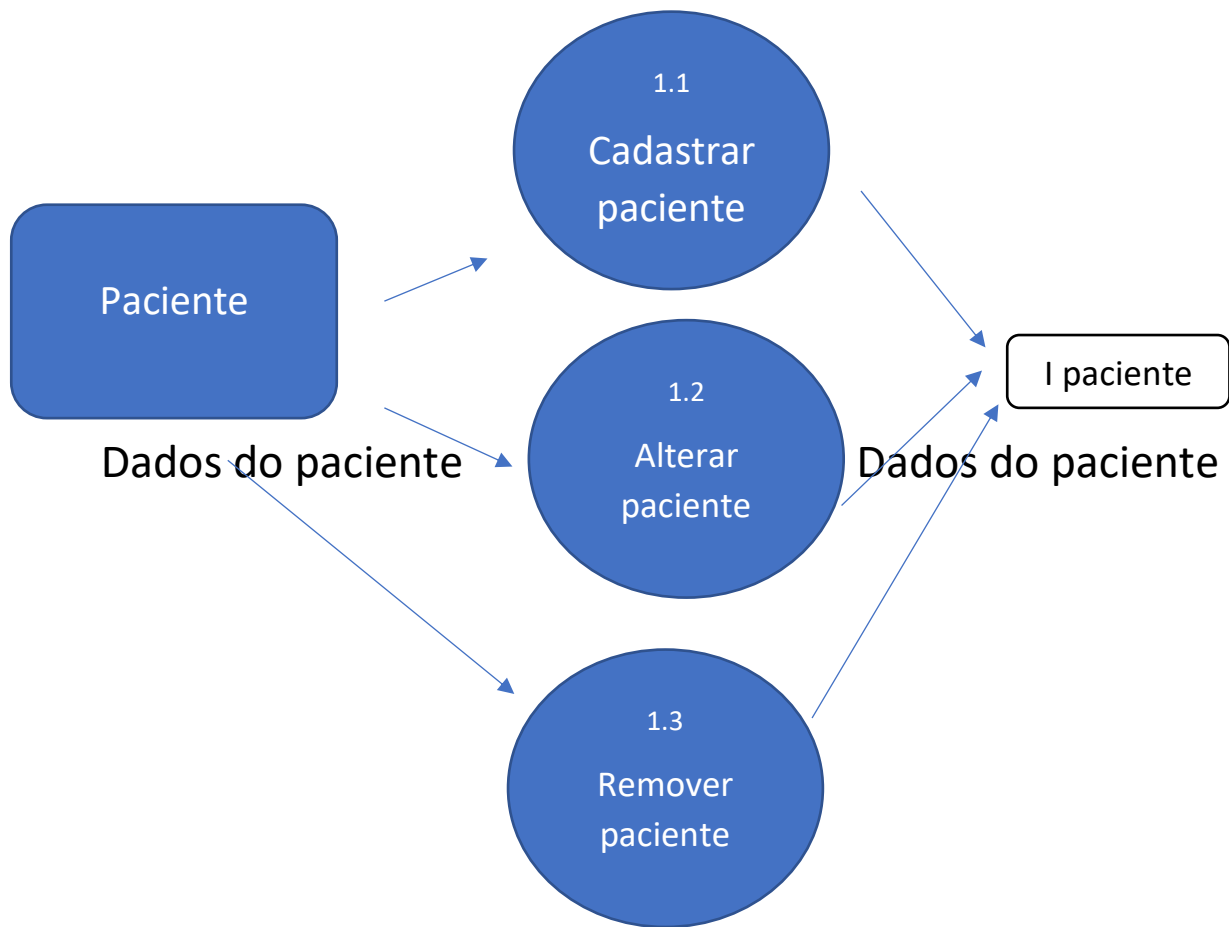 1.1
Cadastrar
paciente
Paciente
I paciente
1.2
Alterar
paciente
Dados do paciente
Dados do paciente
1.3
Remover
paciente